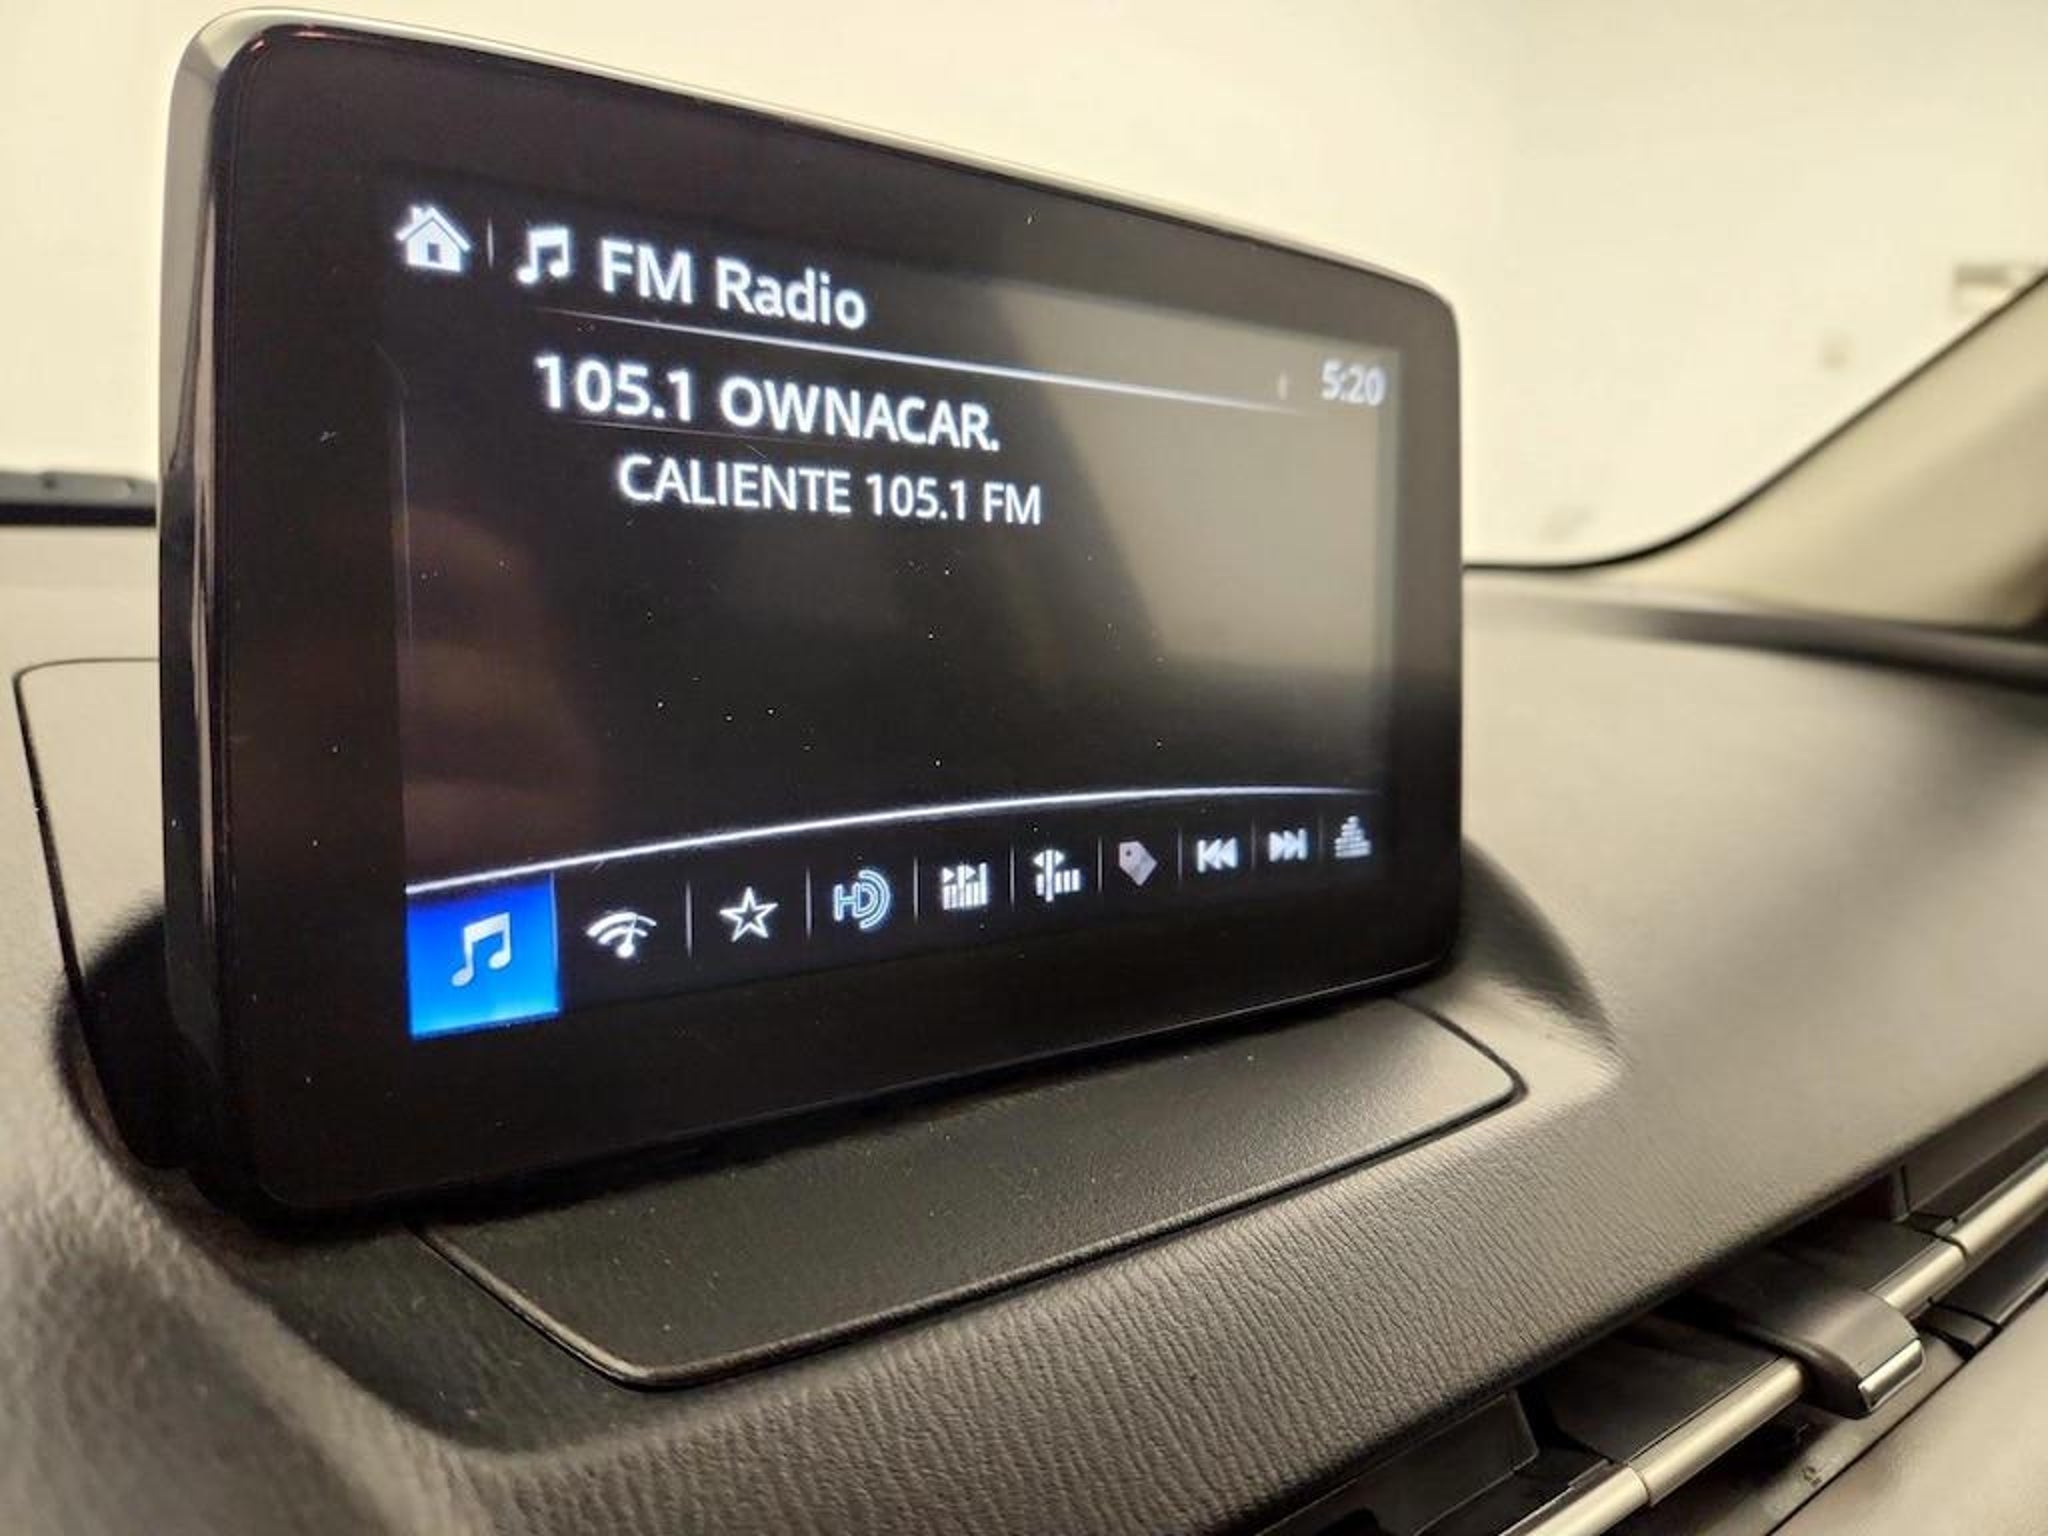 FM Radio
5:20
105.1 OWNACAR.
CALIENTE 105.1 FM
HD